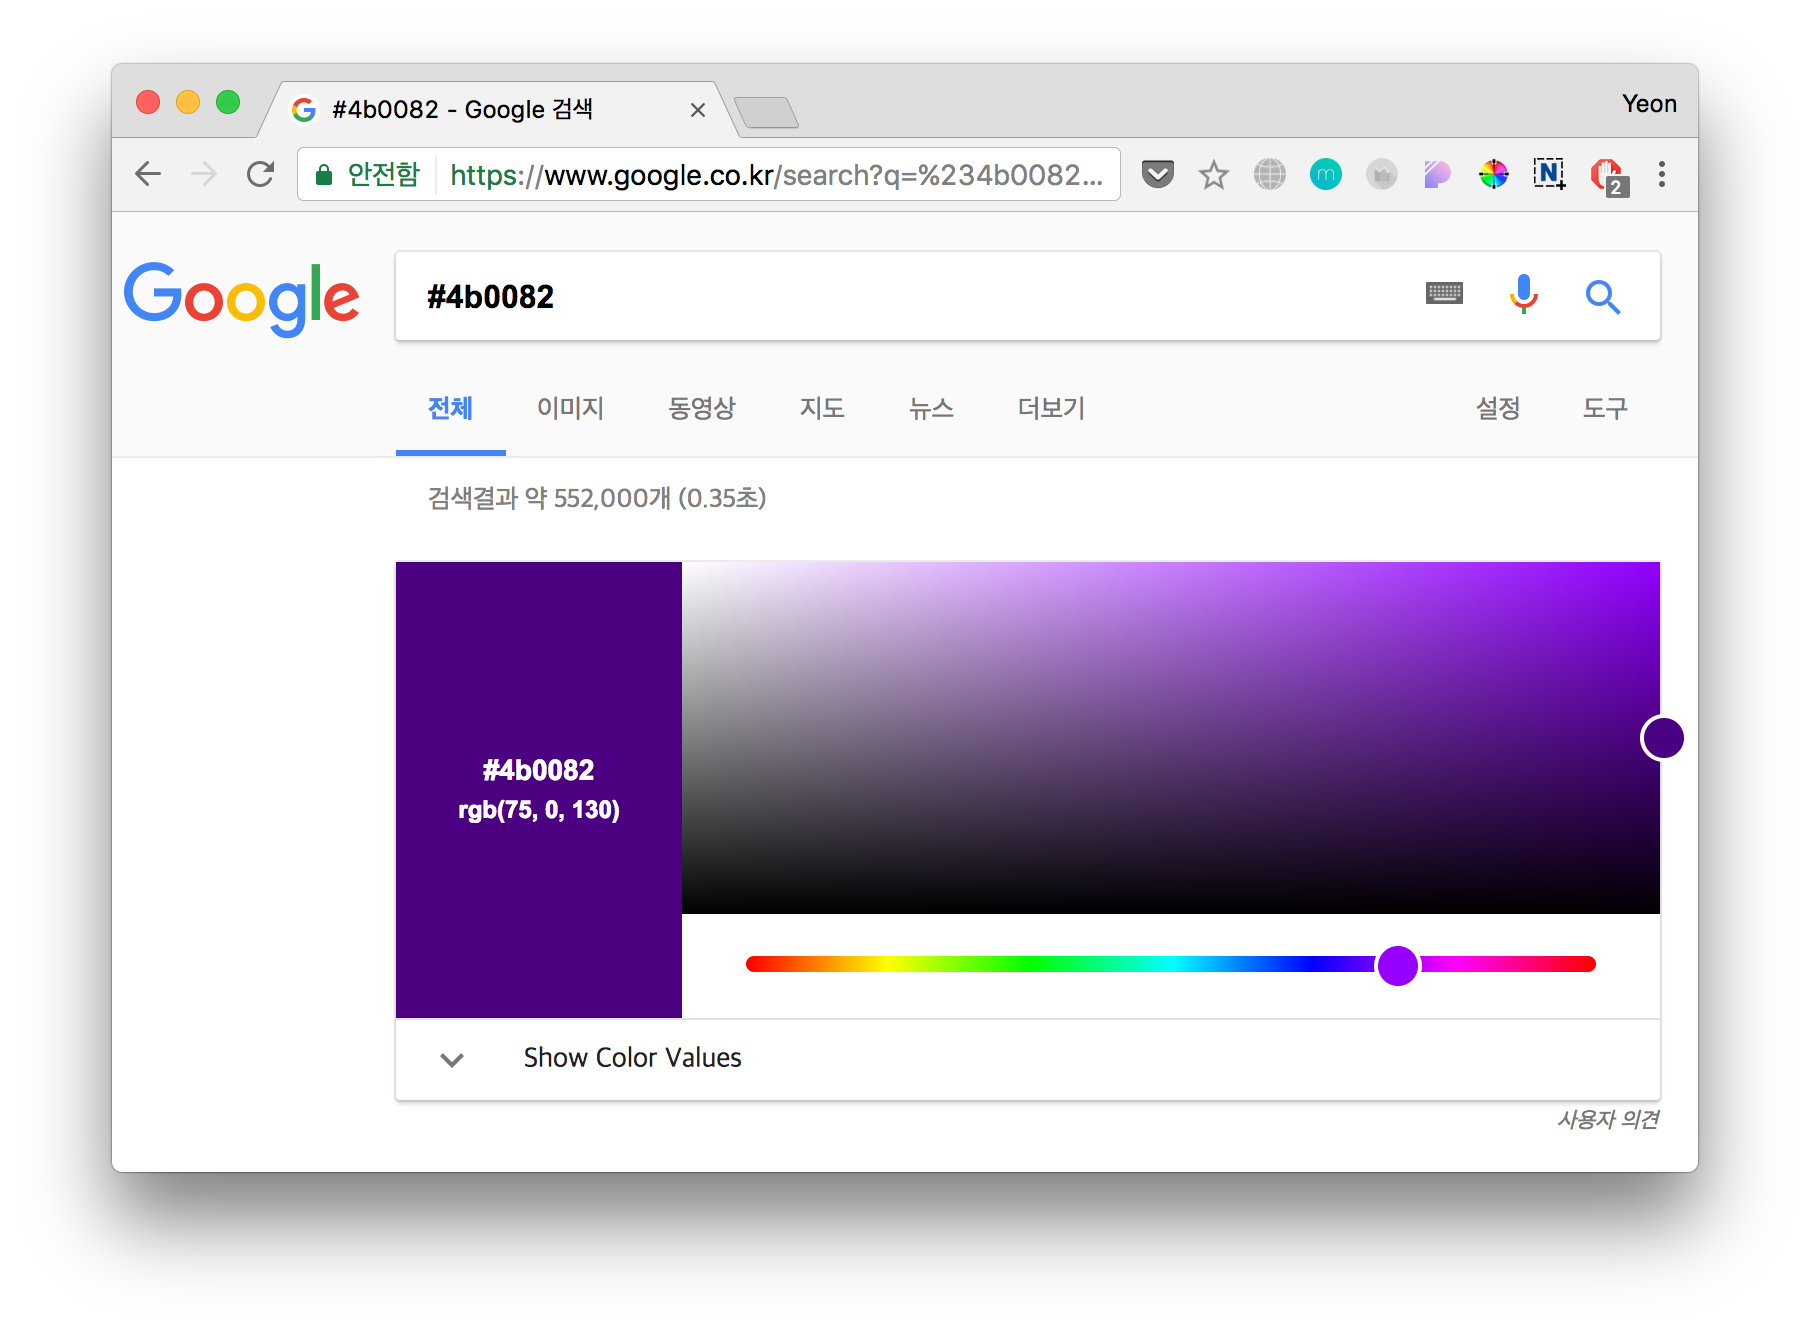 #4b0082 - Google 검색
Yeon
안전함 https://www.google.co.kr/search?q=%234b0082...
m
N
2
Google
#4b0082
전체 이미지 동영상 지도 뉴스 더보기 설정 도구
검색결과 약 552,000개 (0.35초)
#4b0082
rgb(75, 0, 130)
Show Color Values
사용자 의견